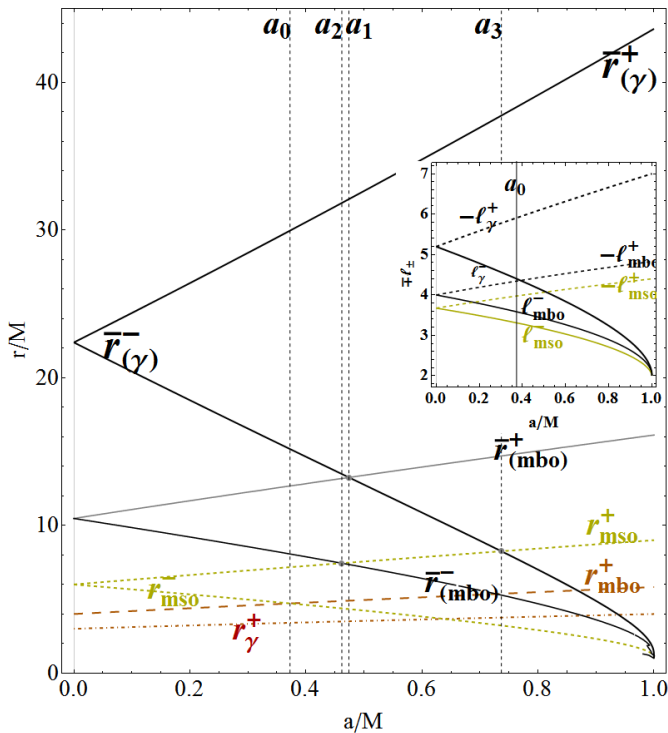 a₀ a₂ a₁ a₃
r̄⁺₍γ₎
40
30
r/M
r̄⁻₍γ₎
20
10
0
0.0 0.2 0.4 0.6 0.8 1.0
a/M
r̄⁺(mbo)
r⁺mso
r⁻mso
r̄⁻(mbo)
r⁺mbo
r⁺γ
7
6
5
4
3
2
∓ℓ±
a₀
-ℓ⁺γ
ℓ⁻γ
-ℓ⁺mbo
-ℓ⁺mso
ℓ⁻mbo
ℓ⁻mso
0.0 0.2 0.4 0.6 0.8 1.0
a/M